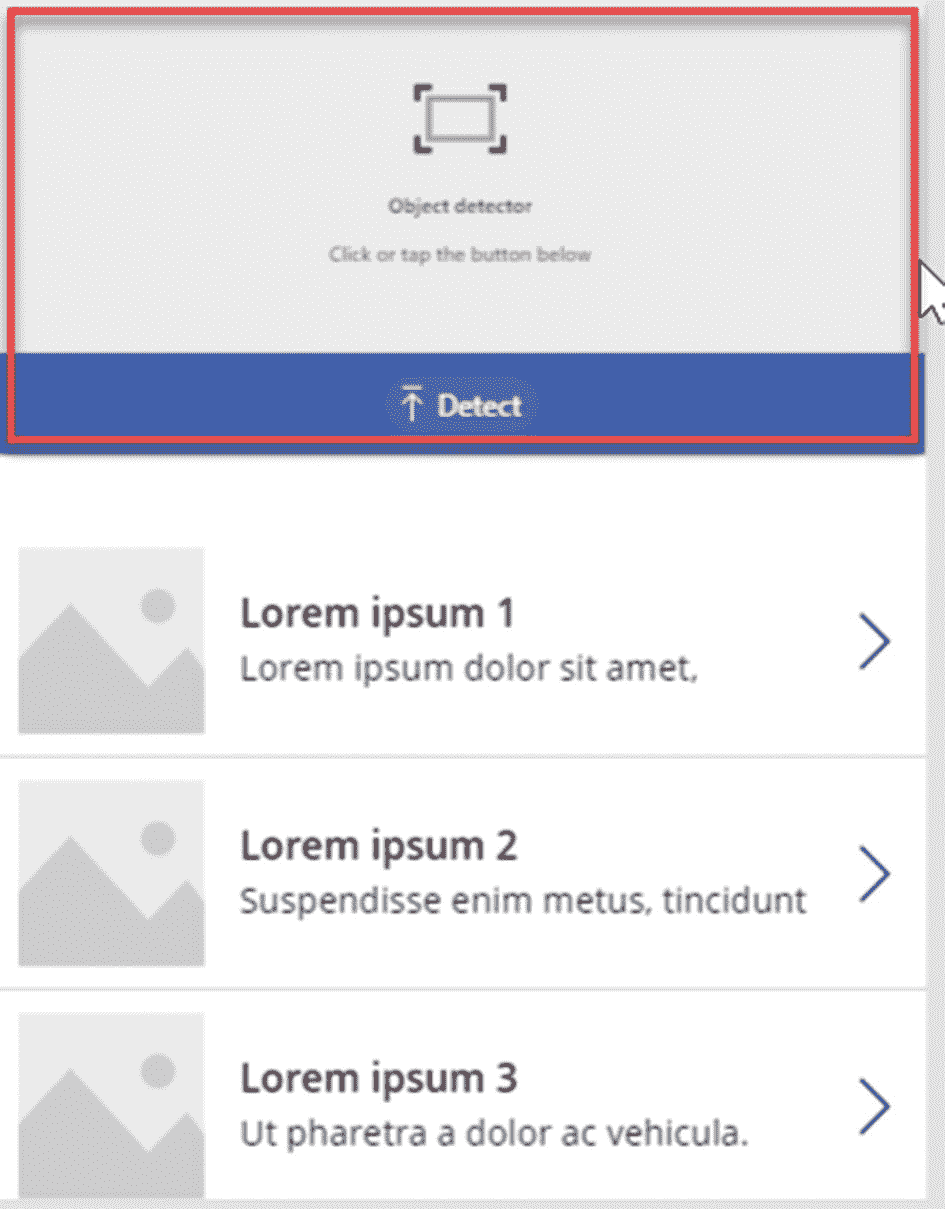 Object detector
Click or tap the button below
Detect
Lorem ipsum 1
Lorem ipsum dolor sit amet,
Lorem ipsum 2
Suspendisse enim metus, tincidunt
Lorem ipsum 3
Ut pharetra a dolor ac vehicula.